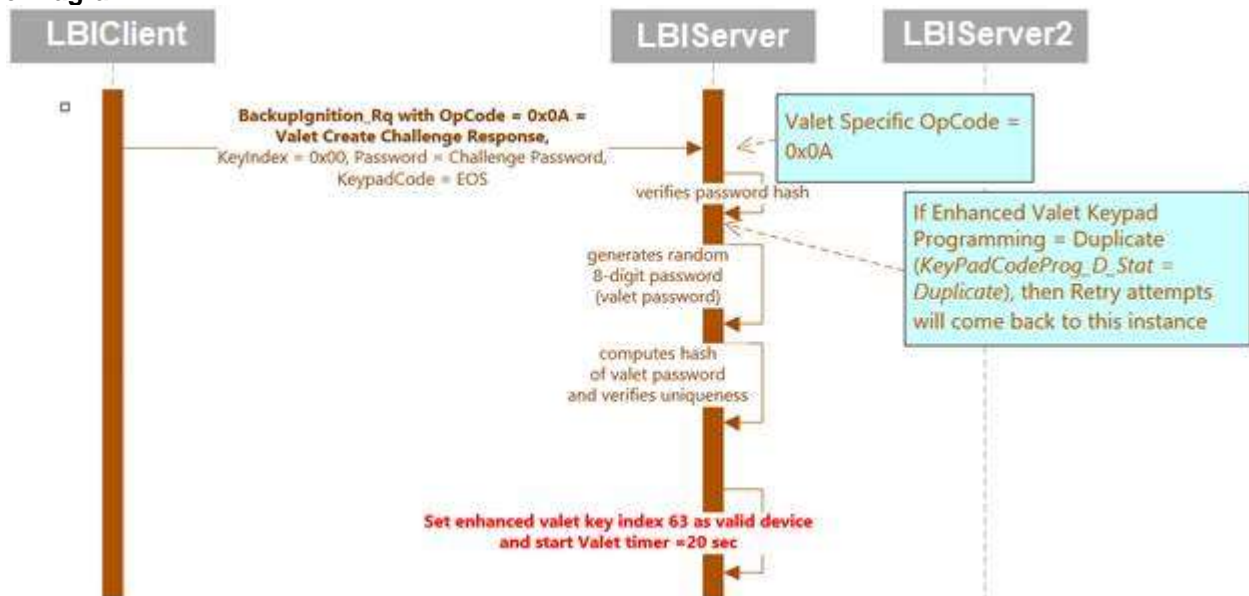 LBIClient
LBIServer
LBIServer2
BackupIgnition_Rq with OpCode = 0x0A =
Valet Create Challenge Response,
KeyIndex = 0x00, Password = Challenge Password,
KeypadCode = EOS
Valet Specific OpCode =
0x0A
verifies password hash
If Enhanced Valet Keypad
Programming = Duplicate
(KeyPadCodeProg_D_Stat =
Duplicate), then Retry attempts
will come back to this instance
generates random
8-digit password
(valet password)
computes hash
of valet password
and verifies uniqueness
Set enhanced valet key index 63 as valid device
and start Valet timer =20 sec